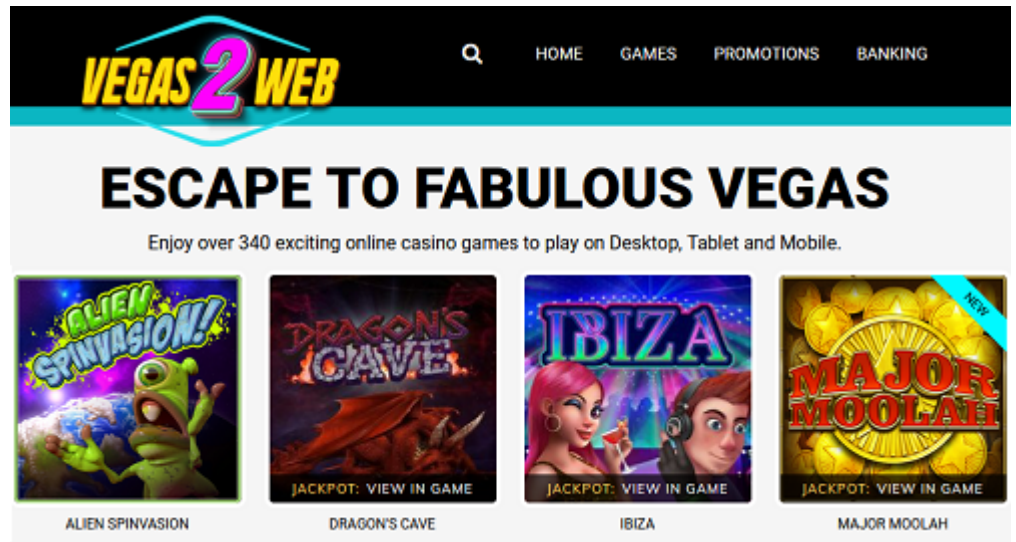 VEGAS 2 WEB
HOME GAMES PROMOTIONS BANKING
ESCAPE TO FABULOUS VEGAS
Enjoy over 340 exciting online casino games to play on Desktop, Tablet and Mobile.
ALIEN
SPINVASION!
DRAGON'S
CAVE
JACKPOT: VIEW IN GAME
IBIZA
JACKPOT: VIEW IN GAME
NEW
MAJOR
MOOLAH
JACKPOT: VIEW IN GAME
ALIEN SPINVASION
DRAGON'S CAVE
IBIZA
MAJOR MOOLAH